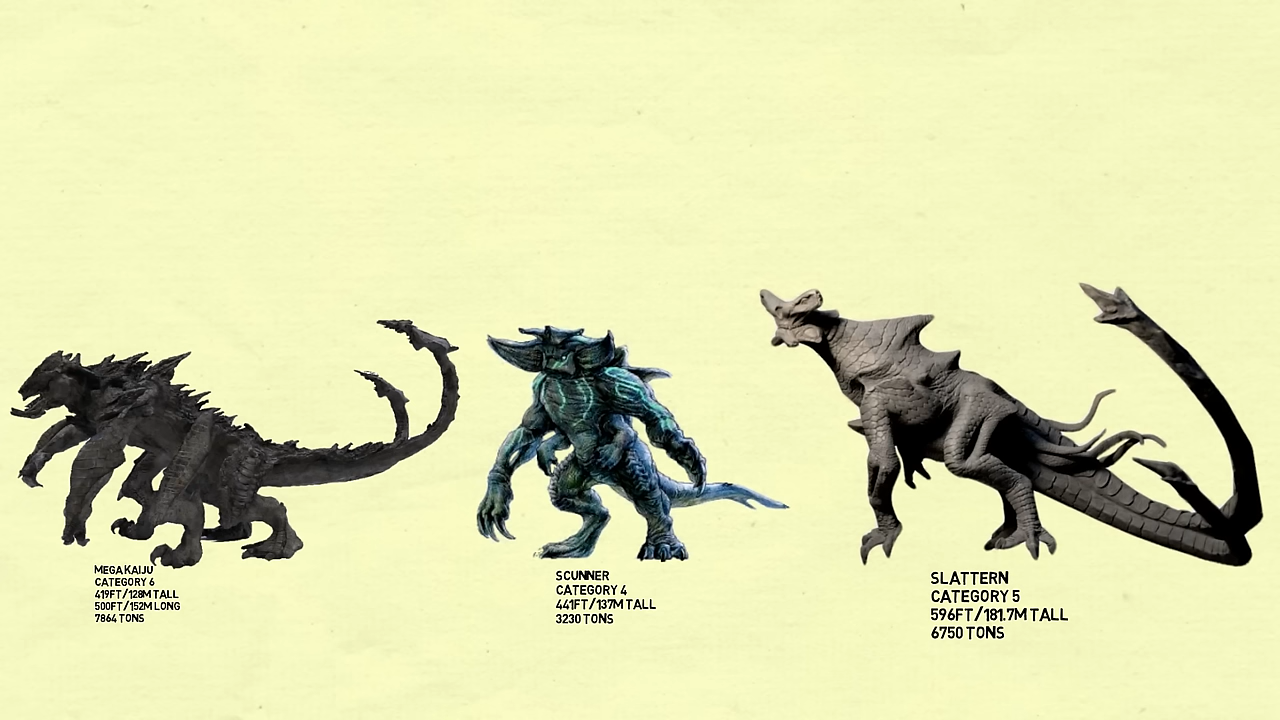 MEGA KAIJU
CATEGORY 6
419FT/128M TALL
500FT/152M LONG
7864 TONS
SCUNNER
CATEGORY 4
441FT/137M TALL
3230 TONS
SLATTERN
CATEGORY 5
596FT/181.7M TALL
6750 TONS